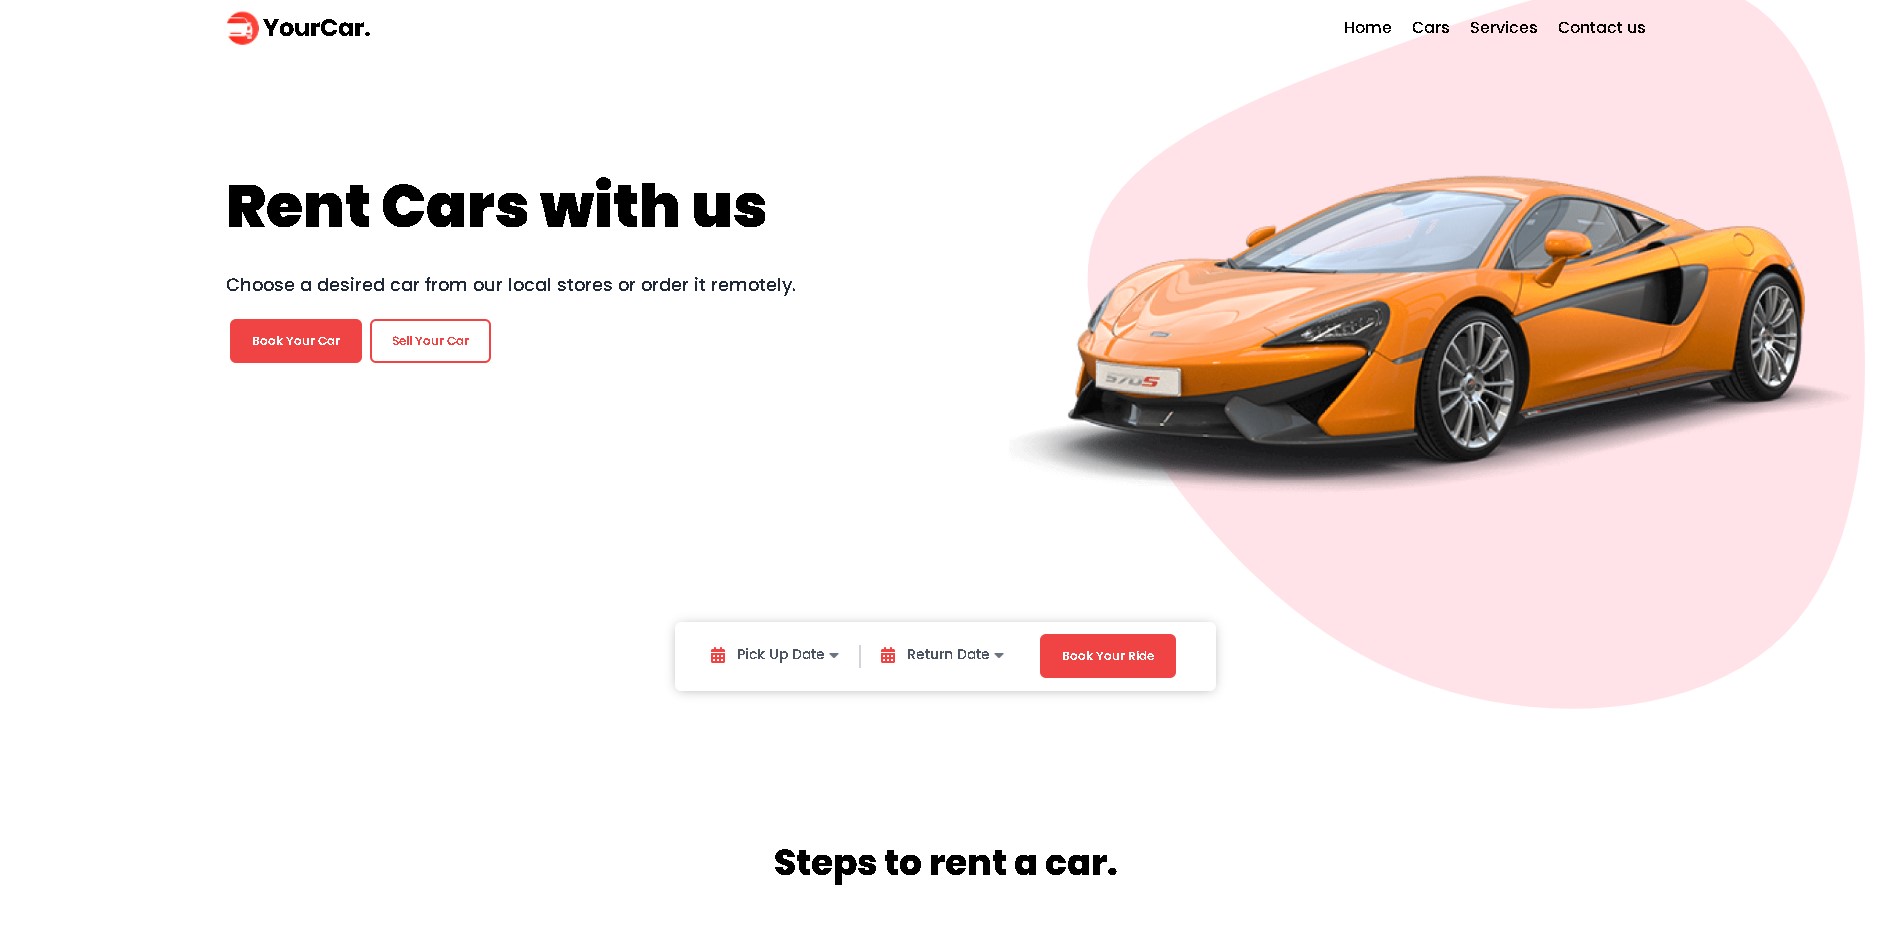 YourCar.
Home Cars Services Contact us
Rent Cars with us
Choose a desired car from our local stores or order it remotely.
Book Your Car Sell Your Car
570S
Pick Up Date Return Date Book Your Ride
Steps to rent a car.